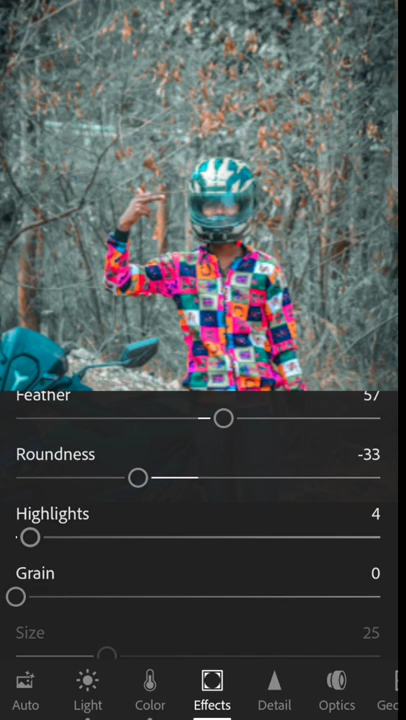 Feather 57
Roundness -33
Highlights 4
Grain 0
Size 25
Auto Light Color Effects Detail Optics